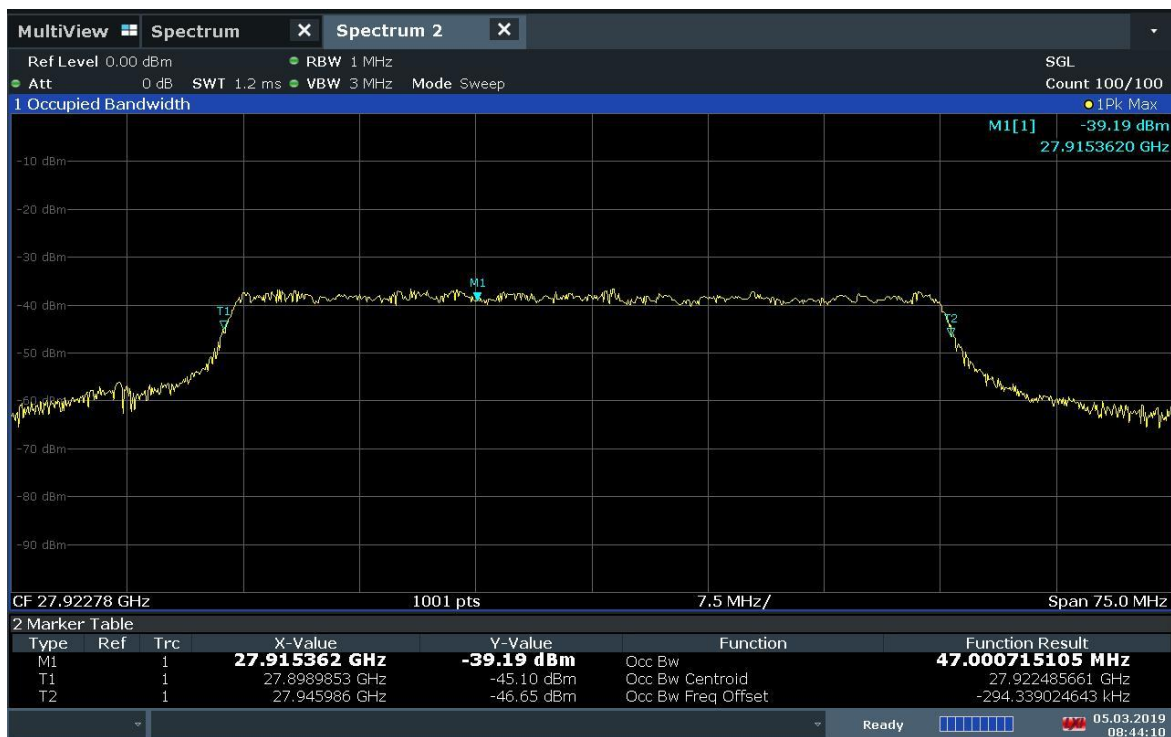 MultiView Spectrum X Spectrum 2 X
Ref Level 0.00 dBm RBW 1 MHz SGL
Att 0 dB SWT 1.2 ms VBW 3 MHz Mode Sweep Count 100/100
1 Occupied Bandwidth 1Pk Max
M1[1] -39.19 dBm
27.9153620 GHz
-10 dBm
-20 dBm
-30 dBm
M1
-40 dBm
T1
T2
-50 dBm
-60 dBm
-70 dBm
-80 dBm
-90 dBm
CF 27.92278 GHz 1001 pts 7.5 MHz/ Span 75.0 MHz
2 Marker Table
Type Ref Trc X-Value Y-Value Function Function Result
M1 1 27.915362 GHz -39.19 dBm Occ Bw 47.000715105 MHz
T1 1 27.8989853 GHz -45.10 dBm Occ Bw Centroid 27.922485661 GHz
T2 1 27.945986 GHz -46.65 dBm Occ Bw Freq Offset -294.339024643 kHz
Ready 05.03.2019
08:44:10